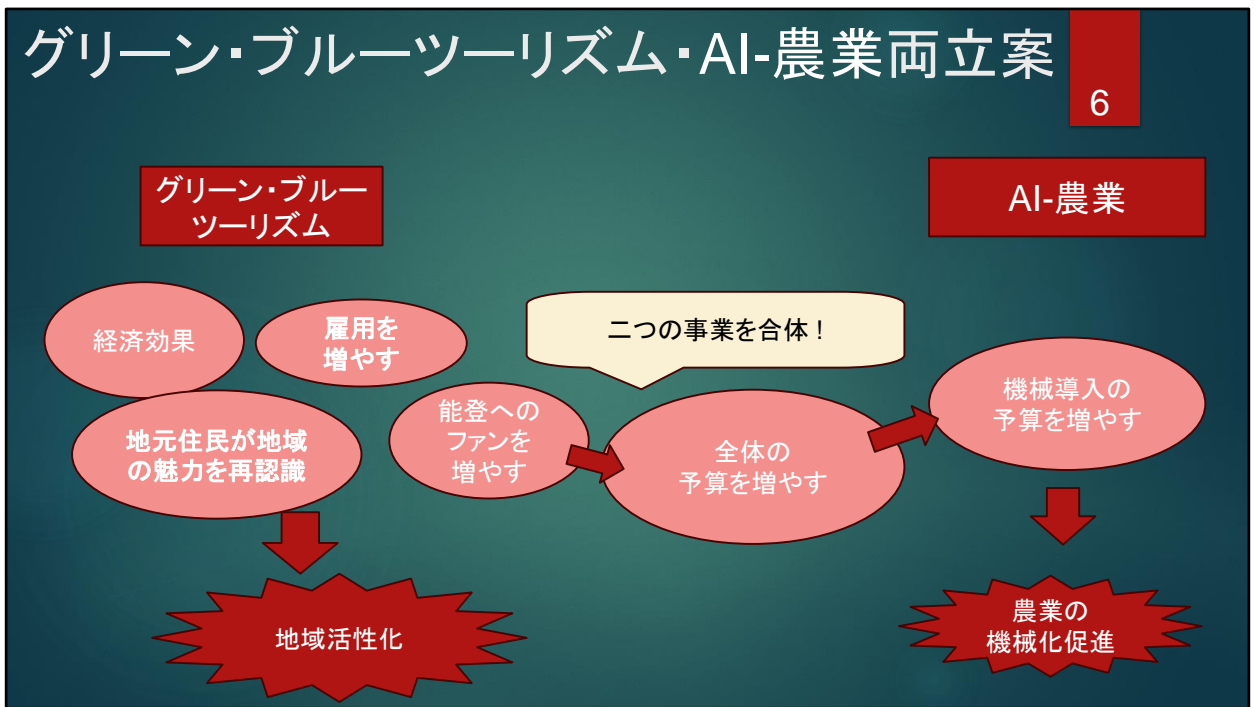 グリーン・ブルーツーリズム・AI-農業両立案
6
グリーン・ブルー
ツーリズム
AI-農業
経済効果
雇用を
増やす
二つの事業を合体！
地元住民が地域
の魅力を再認識
能登への
ファンを
増やす
全体の
予算を増やす
機械導入の
予算を増やす
地域活性化
農業の
機械化促進